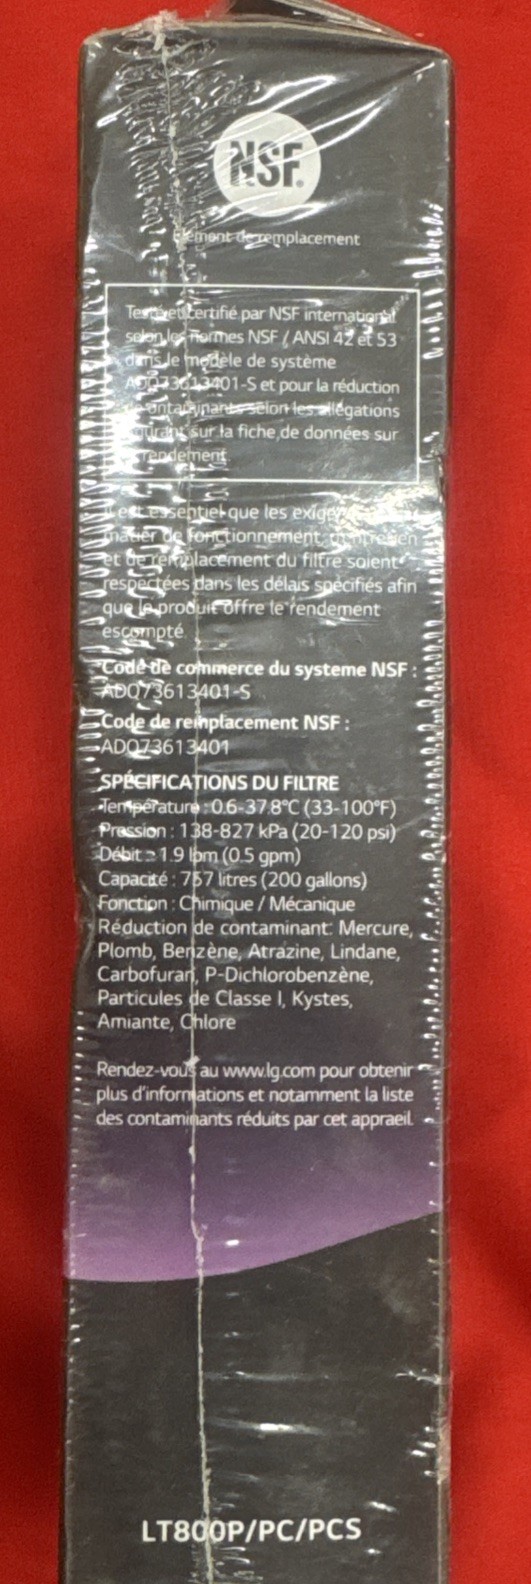 NSF.
Élément de remplacement
Testé et certifié par NSF international
selon les normes NSF / ANSI 42 et 53
dans le modèle de système
ADQ73613401-S et pour la réduction
de contaminants selon les allégations
figurant sur la fiche de données sur
rendement
Il est essentiel que les
matièr de fonctionnement, d'entretien
et de remplacement du filtre soient
respectées dans les délais spécifiés afin
que le produit offre le rendement
escompté
Code de commerce du systeme NSF :
ADQ73613401-S
Code de remplacement NSF :
ADQ73613401
SPÉCIFICATIONS DU FILTRE
Température : 0.6-37.8°C (33-100°F)
Pression : 138-827 kPa (20-120 psi)
Débit : 1.9 lpm (0.5 gpm)
Capacité : 757 litres (200 gallons)
Fonction : Chimique / Mécanique
Réduction de contaminant: Mercure,
Plomb, Benzène, Atrazine, Lindane,
Carbofuran, P-Dichlorobenzène,
Particules de Classe I, Kystes,
Amiante, Chlore
Rendez-vous au www.lg.com pour obtenir
plus d'informations et notamment la liste
des contaminants réduits par cet appraeil.
LT800P/PC/PCS